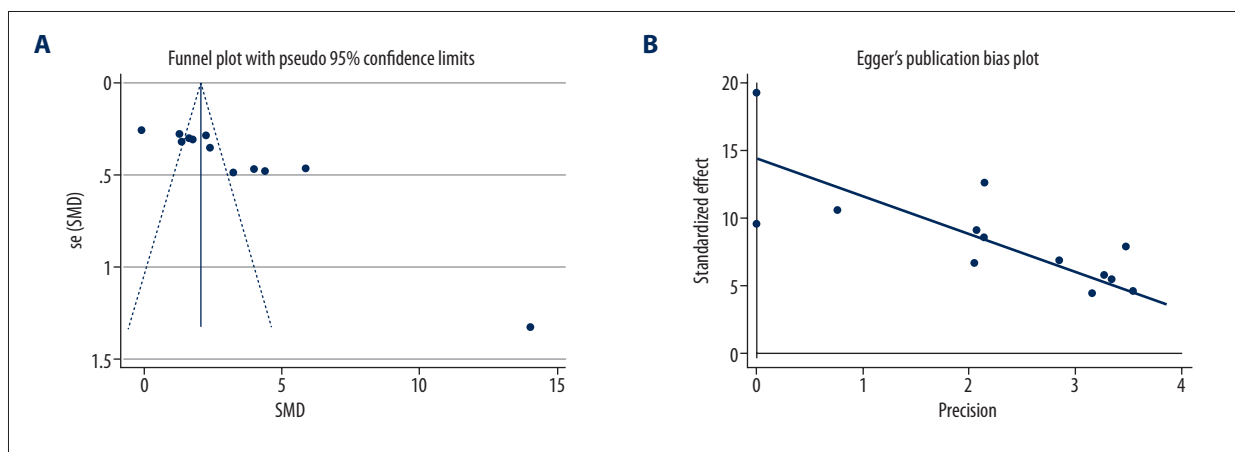 A
Funnel plot with pseudo 95% confidence limits
0
.5
1
1.5
se (SMD)
0 5 10 15
SMD
B
Egger's publication bias plot
20
15
10
5
0
Standardized effect
0 1 2 3 4
Precision